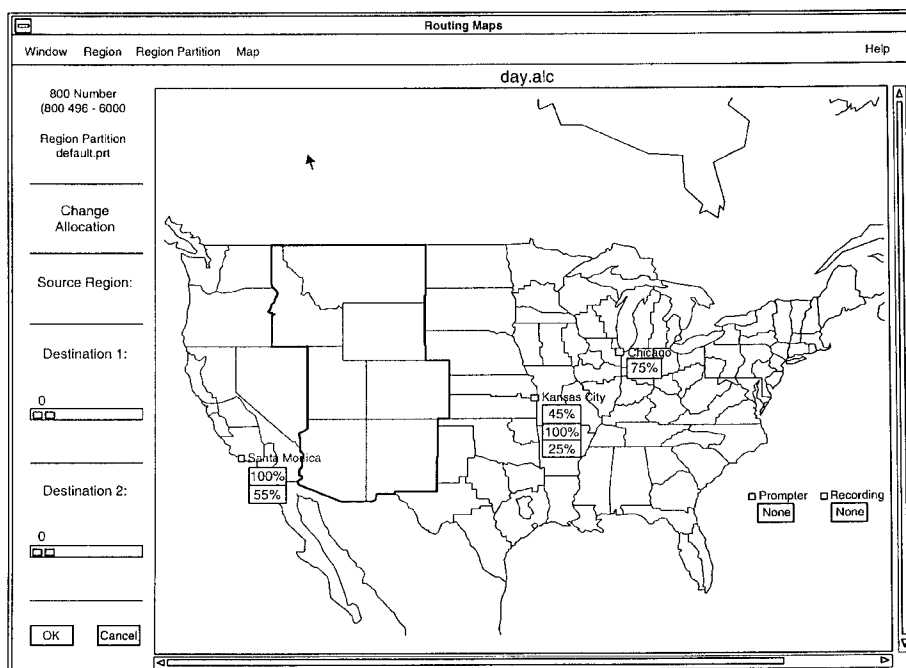 Routing Maps
Window Region Region Partition Map Help
day.alc
800 Number
(800 496 - 6000
Region Partition
default.prt
Change
Allocation
Source Region:
Destination 1:
0
Destination 2:
0
OK Cancel
Chicago
75%
Kansas City
45%
100%
25%
Santa Monica
100%
55%
Prompter Recording
None None